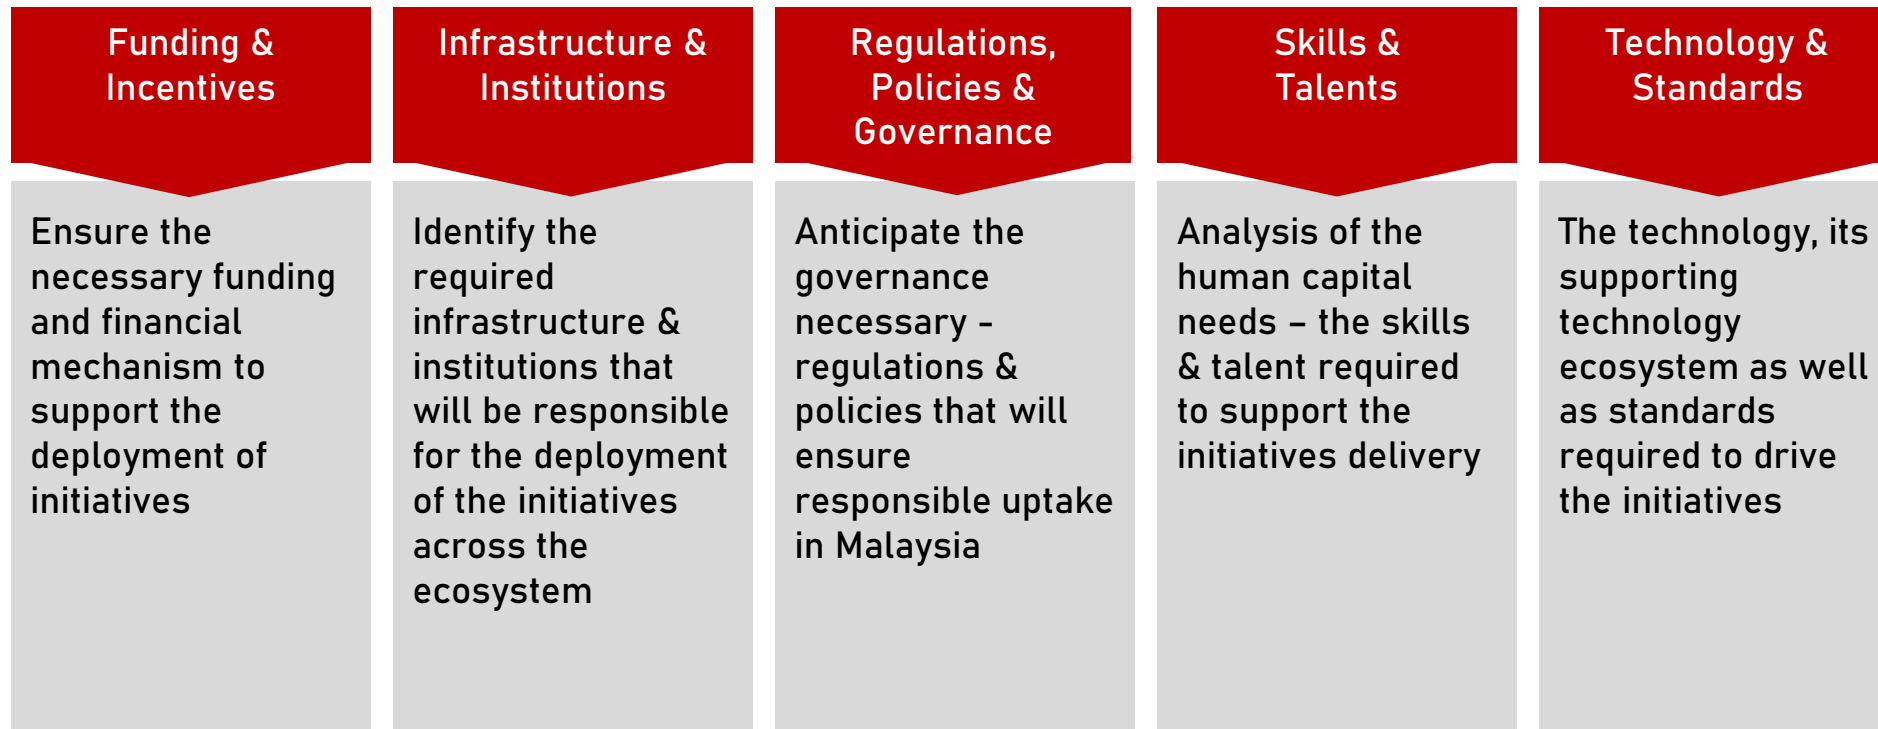 Funding &
Incentives
Ensure the
necessary funding
and financial
mechanism to
support the
deployment of
initiatives
Infrastructure &
Institutions
Identify the
required
infrastructure &
institutions that
will be responsible
for the deployment
of the initiatives
across the
ecosystem
Regulations,
Policies &
Governance
Anticipate the
governance
necessary -
regulations &
policies that will
ensure
responsible uptake
in Malaysia
Skills &
Talents
Analysis of the
human capital
needs – the skills
& talent required
to support the
initiatives delivery
Technology &
Standards
The technology, its
supporting
technology
ecosystem as well
as standards
required to drive
the initiatives